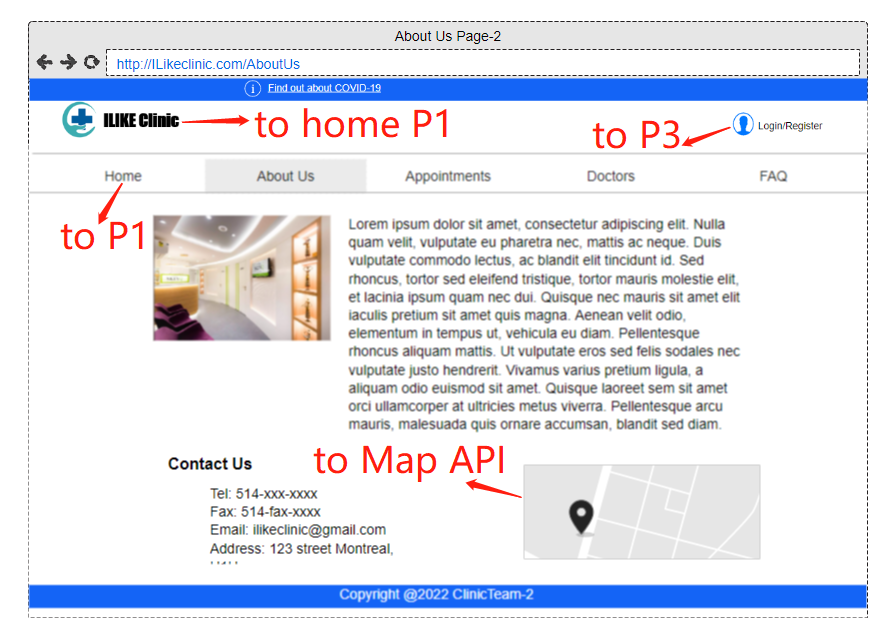 About Us Page-2
http://ILikeclinic.com/AboutUs
i Find out about COVID-19
ILIKE Clinic
to home P1
to P3
Login/Register
Home
About Us
Appointments
Doctors
FAQ
to P1
Lorem ipsum dolor sit amet, consectetur adipiscing elit. Nulla
quam velit, vulputate eu pharetra nec, mattis ac neque. Duis
vulputate commodo lectus, ac blandit elit tincidunt id. Sed
rhoncus, tortor sed eleifend tristique, tortor mauris molestie elit,
et lacinia ipsum quam nec dui. Quisque nec mauris sit amet elit
iaculis pretium sit amet quis magna. Aenean velit odio,
elementum in tempus ut, vehicula eu diam. Pellentesque
rhoncus aliquam mattis. Ut vulputate eros sed felis sodales nec
vulputate justo hendrerit. Vivamus varius pretium ligula, a
aliquam odio euismod sit amet. Quisque laoreet sem sit amet
orci ullamcorper at ultricies metus viverra. Pellentesque arcu
mauris, malesuada quis ornare accumsan, blandit sed diam.
Contact Us
to Map API
Tel: 514-xxx-xxxx
Fax: 514-fax-xxxx
Email: ilikeclinic@gmail.com
Address: 123 street Montreal,
Copyright @2022 ClinicTeam-2